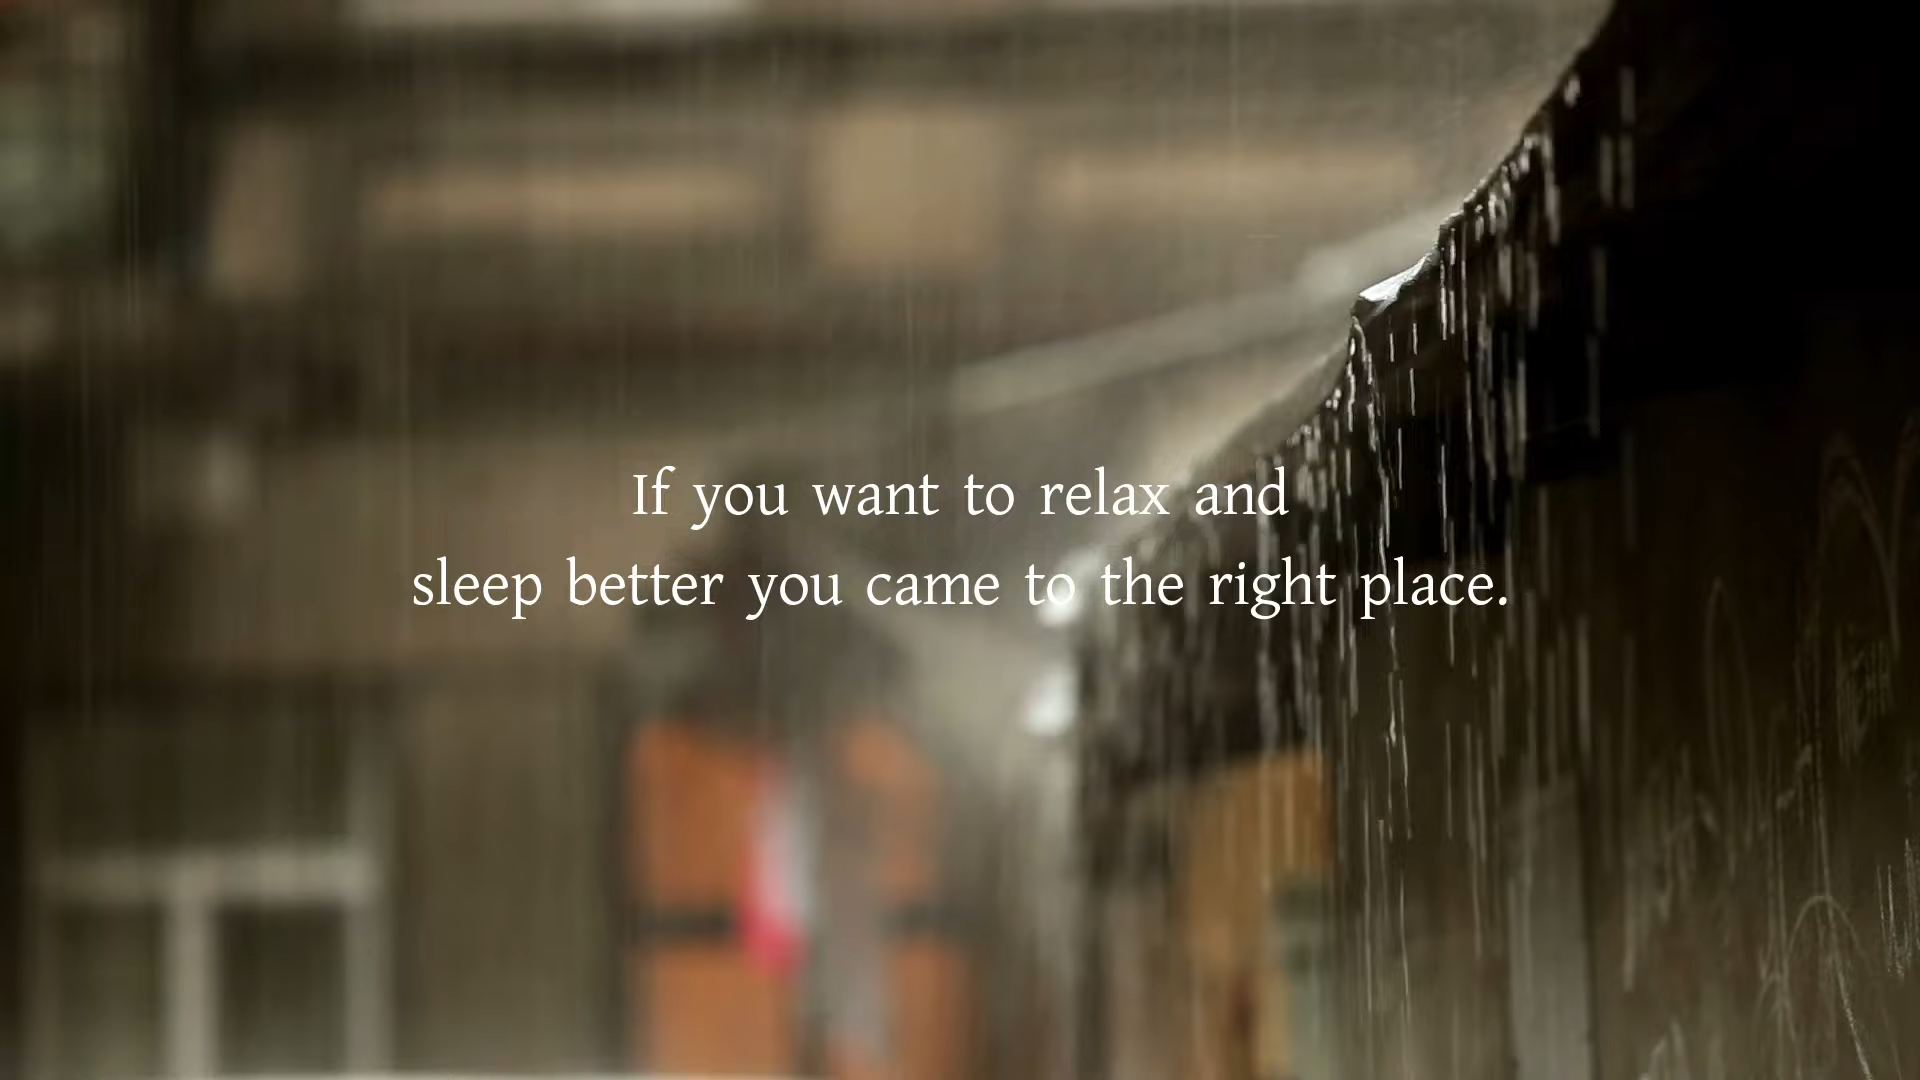 If you want to relax and
sleep better you came to the right place.